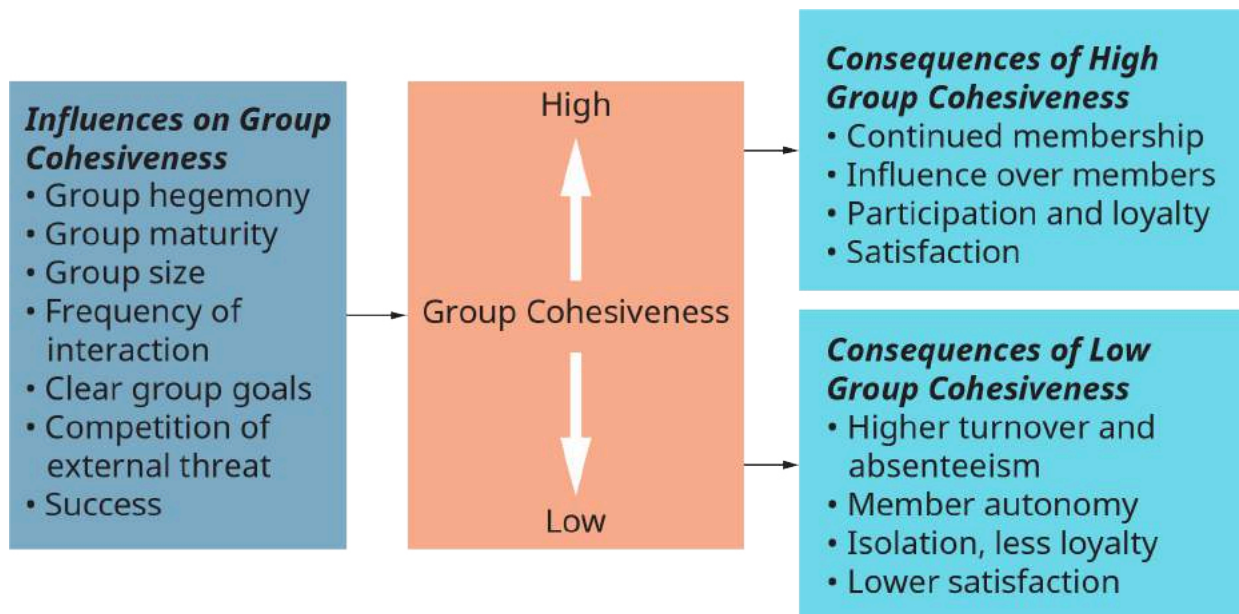 Influences on Group
Cohesiveness
• Group hegemony
• Group maturity
• Group size
• Frequency of
interaction
• Clear group goals
• Competition of
external threat
• Success
High
Group Cohesiveness
Low
Consequences of High
Group Cohesiveness
• Continued membership
• Influence over members
• Participation and loyalty
• Satisfaction
Consequences of Low
Group Cohesiveness
• Higher turnover and
absenteeism
• Member autonomy
• Isolation, less loyalty
• Lower satisfaction